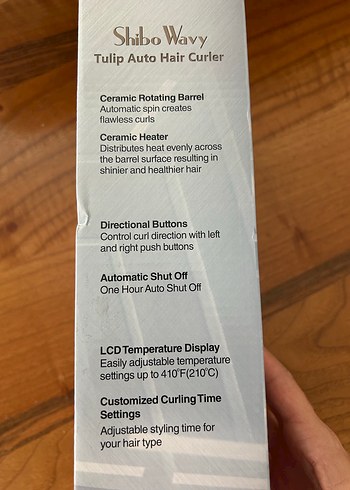 Shibo Wavy
Tulip Auto Hair Curler
Ceramic Rotating Barrel
Automatic spin creates
flawless curls
Ceramic Heater
Distributes heat evenly across
the barrel surface resulting in
shinier and healthier hair
Directional Buttons
Control curl direction with left
and right push buttons
Automatic Shut Off
One Hour Auto Shut Off
LCD Temperature Display
Easily adjustable temperature
settings up to 410°F(210°C)
Customized Curling Time
Settings
Adjustable styling time for
your hair type